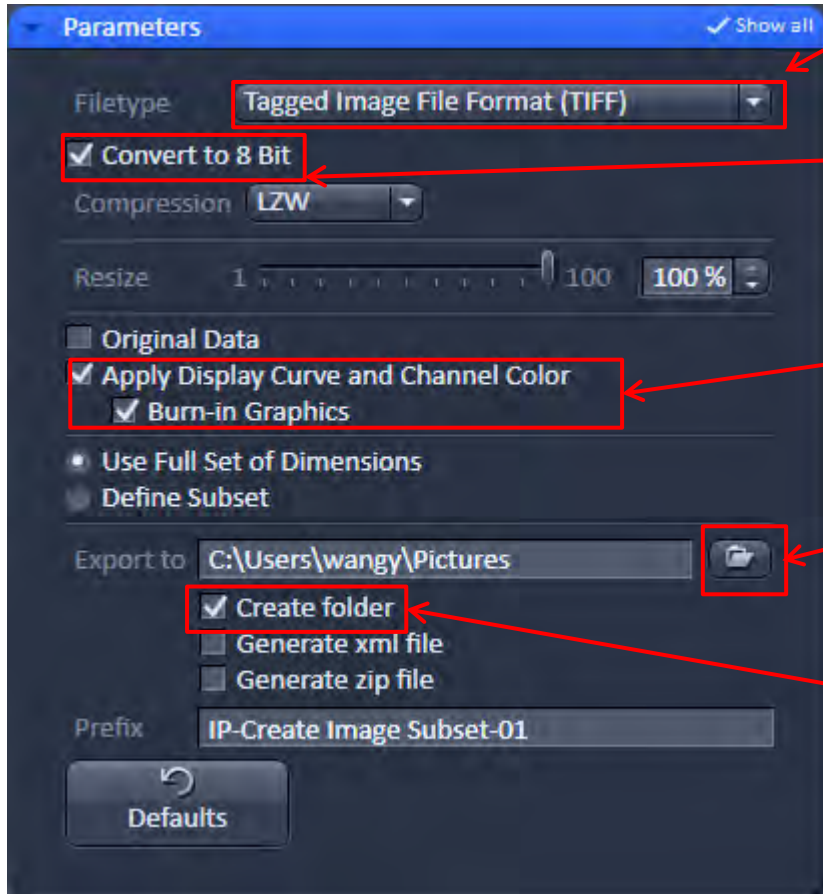 Parameters Show all
Filetype Tagged Image File Format (TIFF)
Convert to 8 Bit
Compression LZW
Resize 1 100 100 %
Original Data
Apply Display Curve and Channel Color
Burn-in Graphics
Use Full Set of Dimensions
Define Subset
Export to C:\Users\wangy\Pictures
Create folder
Generate xml file
Generate zip file
Prefix IP-Create Image Subset-01
Defaults